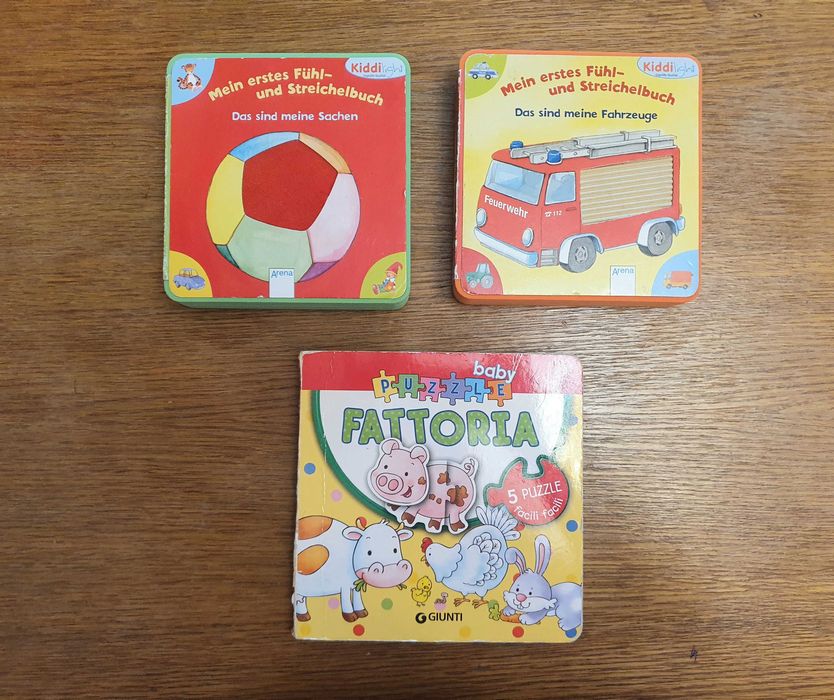 Kiddilight
Mein erstes Fühl-
und Streichelbuch
Das sind meine Sachen
Arena
Kiddilight
Mein erstes Fühl-
und Streichelbuch
Das sind meine Fahrzeuge
Feuerwehr
112
Arena
baby
PUZZLE
FATTORIA
5 PUZZLE
facili facili
GIUNTI